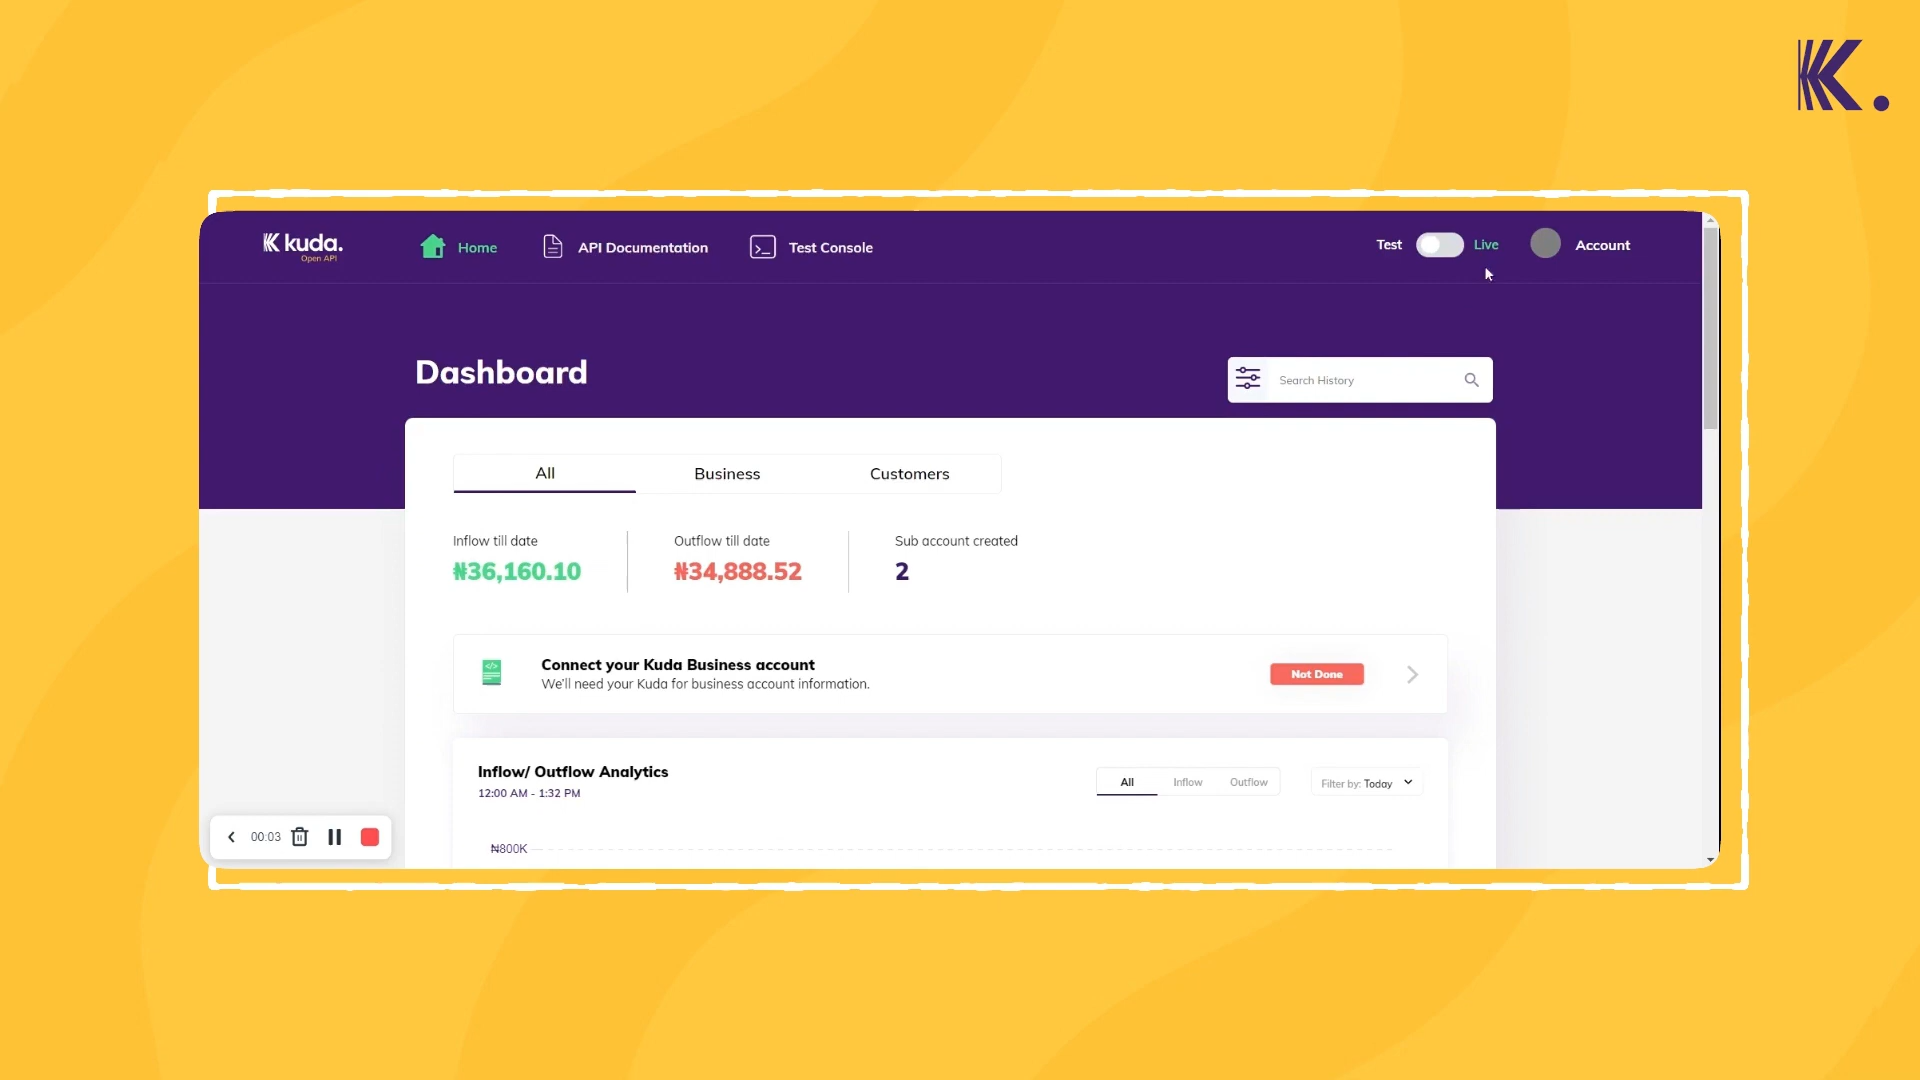 K.
kuda.
Open API
Home
API Documentation
Test Console
Test
Live
Account
Dashboard
Search History
All
Business
Customers
Inflow till date
₦36,160.10
Outflow till date
₦34,888.52
Sub account created
2
Connect your Kuda Business account
We'll need your Kuda for business account information.
Not Done
Inflow/ Outflow Analytics
12:00 AM - 1:32 PM
All
Inflow
Outflow
Filter by: Today
00:03
₦800K